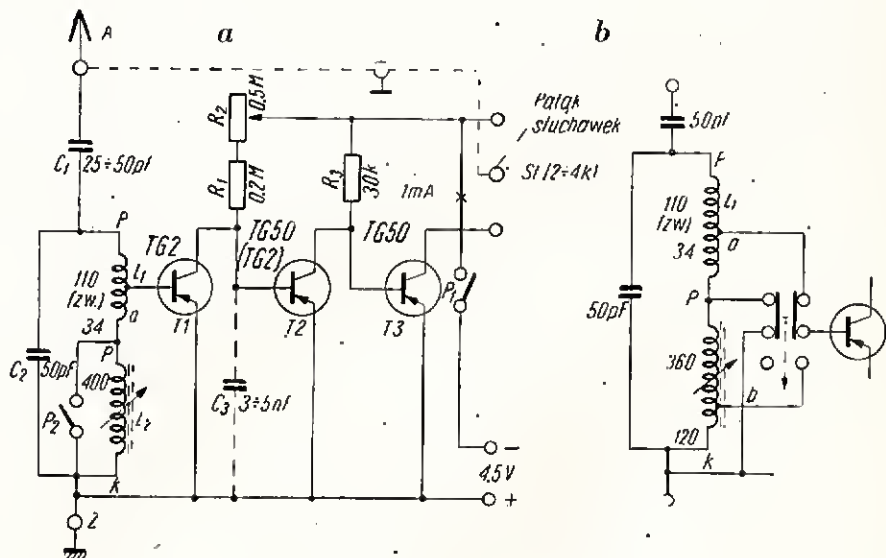 a
b
A
C₁ 25÷50pf
R₂
0,5M
R₁
0,2M
R₃
30k
1mA
Pałąk
słuchawek
Sł (2÷4k)
P
L₁
110
(zw.)
a
34
P
TG2
T1
TG50
(TG2)
T2
TG50
T3
P₁
C₂
50pF
400
L₂
P₂
K
C₃ 3÷5nf
4,5V
−
+
Z
50pf
P
110
(zw)
L₁
a
34
P
50pF
360
b
120
K